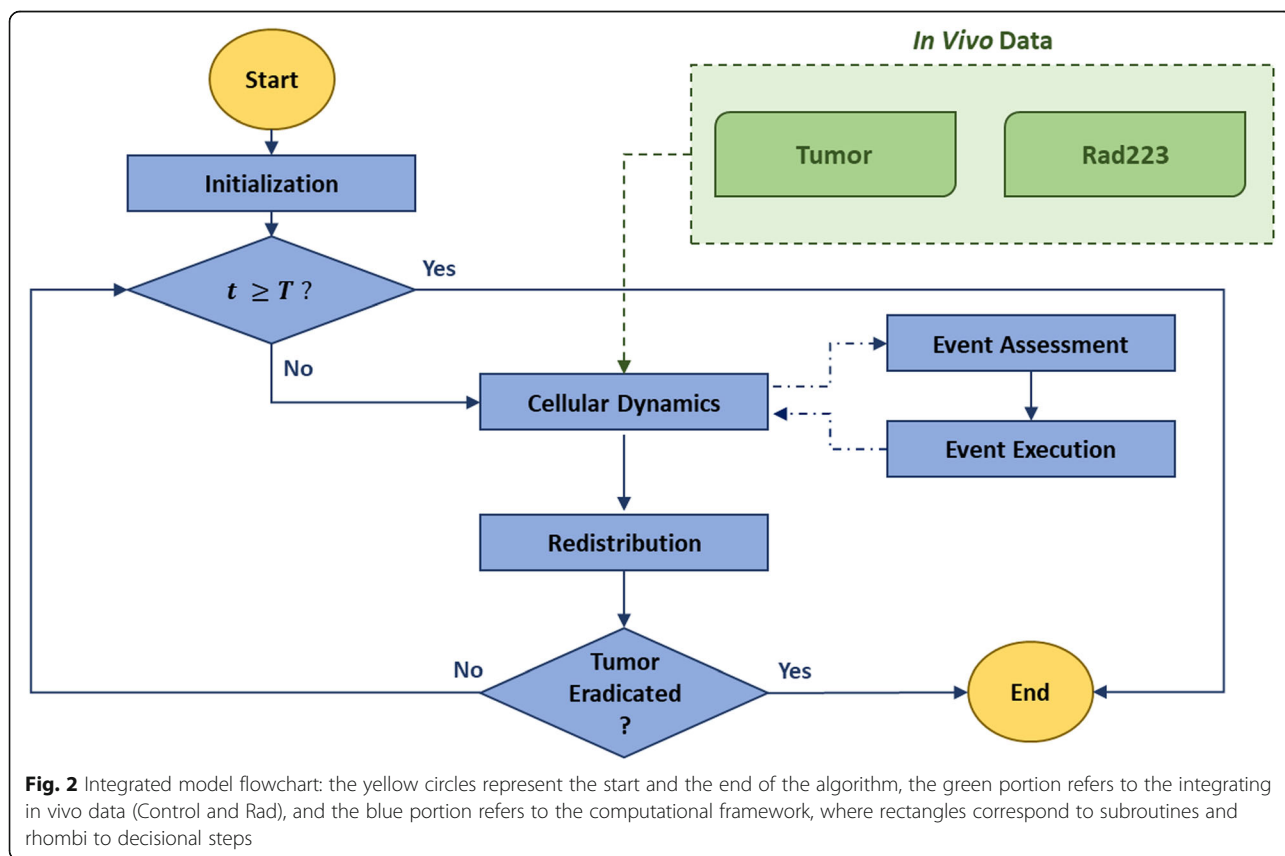 In Vivo Data
Start
Tumor
Rad223
Initialization
Yes
t ≥ T ?
Event Assessment
No
Cellular Dynamics
Event Execution
Redistribution
No
Tumor
Eradicated
?
Yes
End
Fig. 2 Integrated model flowchart: the yellow circles represent the start and the end of the algorithm, the green portion refers to the integrating
in vivo data (Control and Rad), and the blue portion refers to the computational framework, where rectangles correspond to subroutines and
rhombi to decisional steps